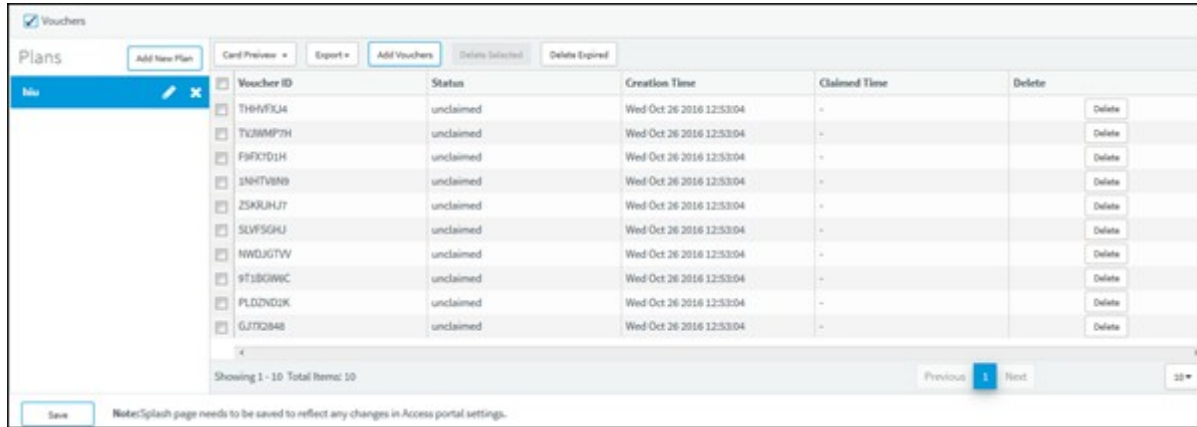 Vouchers
Plans
Add New Plan
Card Preivew
Export
Add Vouchers
Delete Selected
Delete Expired
hiu
Voucher ID Status Creation Time Claimed Time Delete
THHVFXJ4 unclaimed Wed Oct 26 2016 12:53:04 - Delete
TVJWMP7H unclaimed Wed Oct 26 2016 12:53:04 - Delete
F9FX7D1H unclaimed Wed Oct 26 2016 12:53:04 - Delete
1NHTV8N9 unclaimed Wed Oct 26 2016 12:53:04 - Delete
ZSKRJHJ7 unclaimed Wed Oct 26 2016 12:53:04 - Delete
SLVFSGHJ unclaimed Wed Oct 26 2016 12:53:04 - Delete
NWDJGTVV unclaimed Wed Oct 26 2016 12:53:04 - Delete
9T1BGW6C unclaimed Wed Oct 26 2016 12:53:04 - Delete
PLDZND2K unclaimed Wed Oct 26 2016 12:53:04 - Delete
GJ7X2848 unclaimed Wed Oct 26 2016 12:53:04 - Delete
Showing 1 - 10 Total Items: 10
Previous 1 Next
10
Save
Note:Splash page needs to be saved to reflect any changes in Access portal settings.